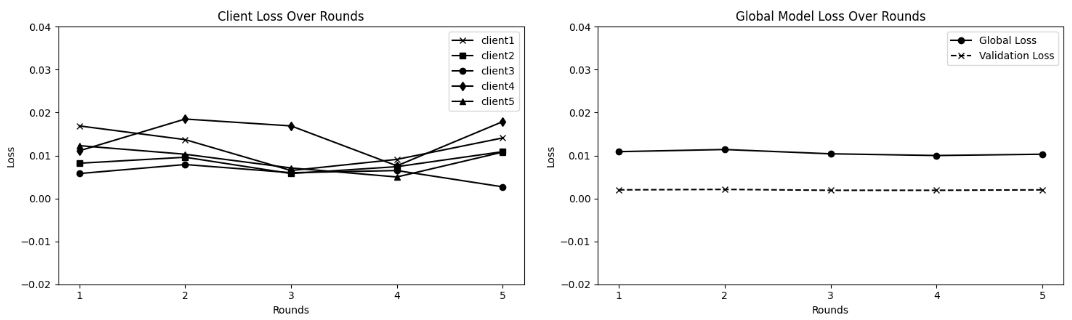 Client Loss Over Rounds
0.04
0.03
0.02
0.01
0.00
−0.01
−0.02
Loss
client1
client2
client3
client4
client5
1 2 3 4 5
Rounds
Global Model Loss Over Rounds
0.04
0.03
0.02
0.01
0.00
−0.01
−0.02
Loss
Global Loss
Validation Loss
1 2 3 4 5
Rounds